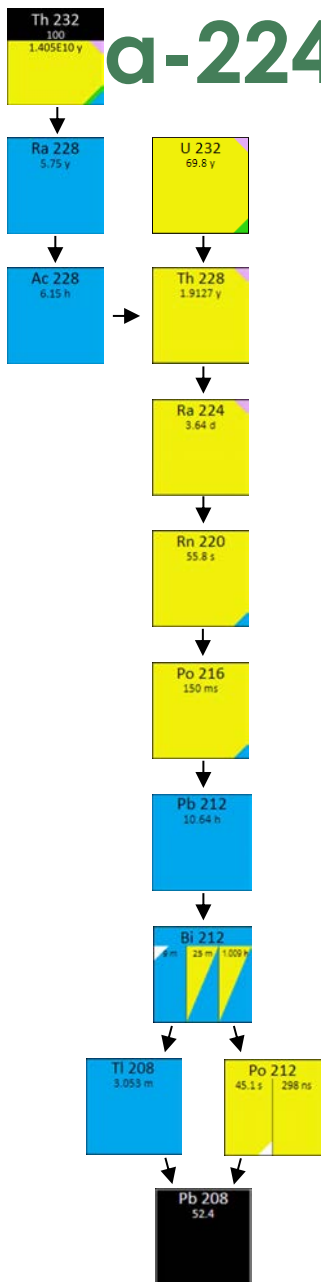 Th 232
100
1.405E10 y
a-224
Ra 228
5.75 y
U 232
69.8 y
Ac 228
6.15 h
Th 228
1.9127 y
Ra 224
3.64 d
Rn 220
55.8 s
Po 216
150 ms
Pb 212
10.64 h
Bi 212
m 25 m 1.009 h
Tl 208
3.053 m
Po 212
45.1 s 298 ns
Pb 208
52.4